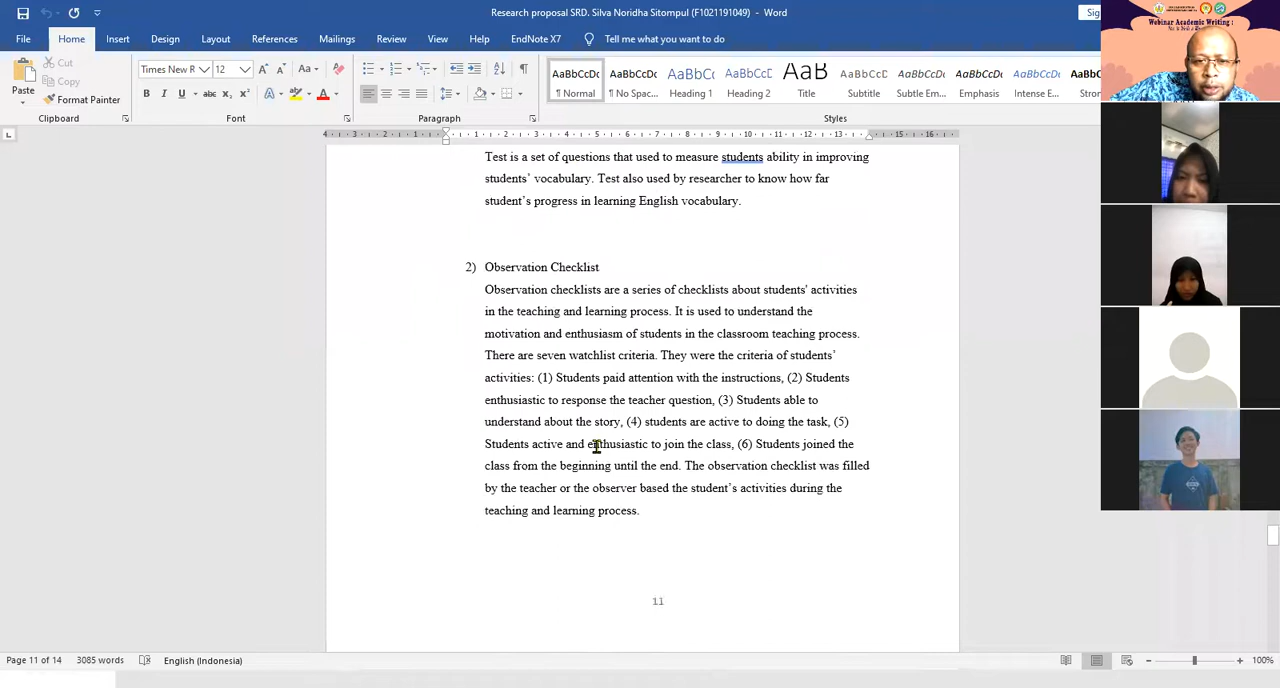 Research proposal SRD. Silva Noridha Sitompul (F1021191049) - Word
File Home Insert Design Layout References Mailings Review View EndNote X7 Tell me what you want to do
Cut
Copy
Format Painter
Paste
Times New R 12
AaBbCcDc AaBbCcDc AaBbCc AaBbCcD AaB AaBbCcD AaBbCcDc AaBbCcDc AaBbCcDc
¶ Normal ¶ No Spac... Heading 1 Heading 2 Title Subtitle Subtle Em... Emphasis Intense E...
Clipboard Font Paragraph Styles
Webinar Academic Writing :
Test is a set of questions that used to measure students ability in improving
students’ vocabulary. Test also used by researcher to know how far
student’s progress in learning English vocabulary.
2) Observation Checklist
Observation checklists are a series of checklists about students' activities
in the teaching and learning process. It is used to understand the
motivation and enthusiasm of students in the classroom teaching process.
There are seven watchlist criteria. They were the criteria of students’
activities: (1) Students paid attention with the instructions, (2) Students
enthusiastic to response the teacher question, (3) Students able to
understand about the story, (4) students are active to doing the task, (5)
Students active and enthusiastic to join the class, (6) Students joined the
class from the beginning until the end. The observation checklist was filled
by the teacher or the observer based the student’s activities during the
teaching and learning process.
11
Page 11 of 14 3085 words English (Indonesia) 100%